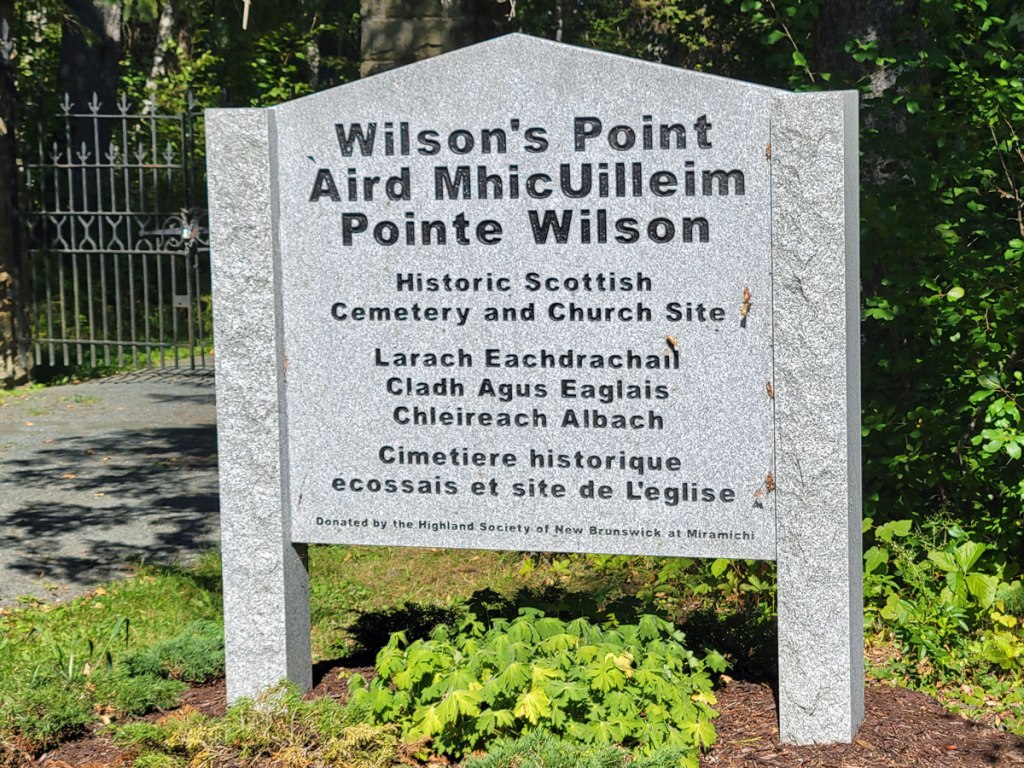 Wilson's Point
Àird MhicUilleim
Pointe Wilson
Historic Scottish
Cemetery and Church Site
Larach Eachdrachail
Cladh Agus Eaglais
Chleireach Albach
Cimetiere historique
ecossais et site de L'eglise
Donated by the Highland Society of New Brunswick at Miramichi